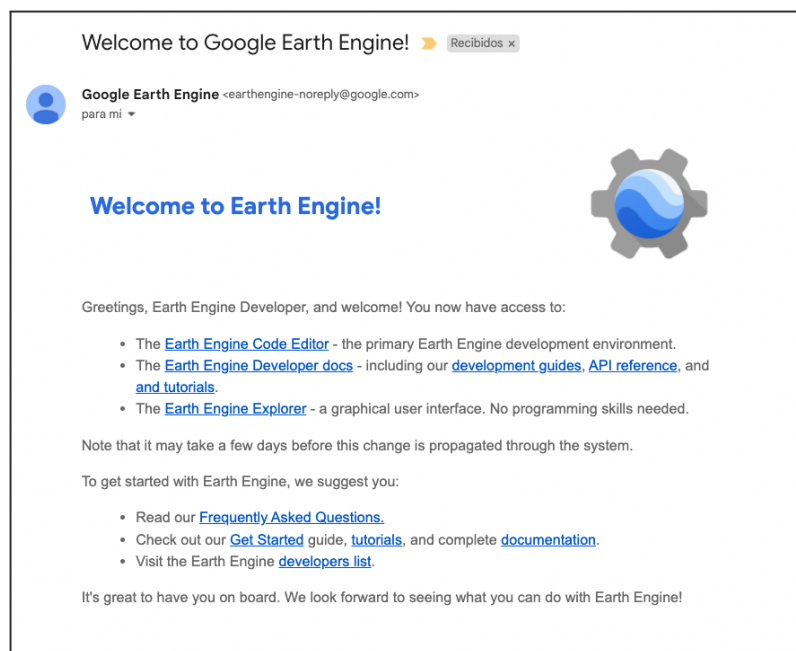 Welcome to Google Earth Engine! Recibidos ×
Google Earth Engine <earthengine-noreply@google.com>
para mí
Welcome to Earth Engine!
Greetings, Earth Engine Developer, and welcome! You now have access to:
• The Earth Engine Code Editor - the primary Earth Engine development environment.
• The Earth Engine Developer docs - including our development guides, API reference, and
and tutorials.
• The Earth Engine Explorer - a graphical user interface. No programming skills needed.
Note that it may take a few days before this change is propagated through the system.
To get started with Earth Engine, we suggest you:
• Read our Frequently Asked Questions.
• Check out our Get Started guide, tutorials, and complete documentation.
• Visit the Earth Engine developers list.
It's great to have you on board. We look forward to seeing what you can do with Earth Engine!